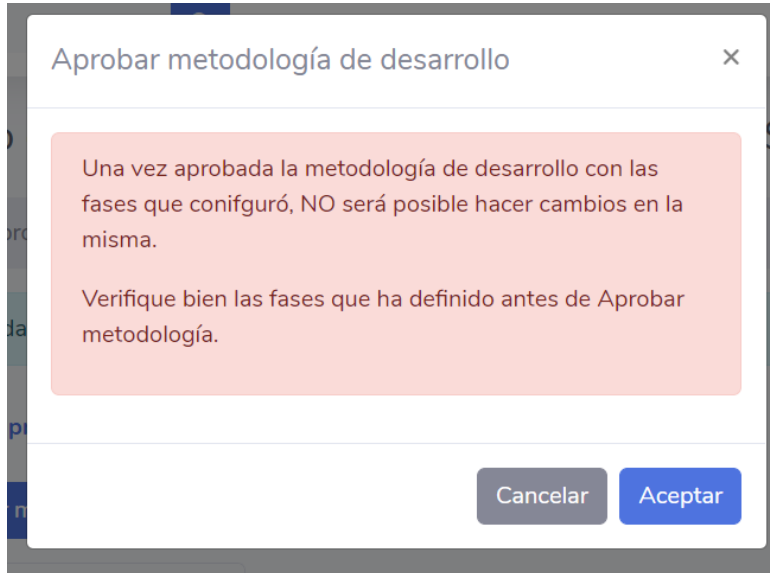 Aprobar metodología de desarrollo ×
Una vez aprobada la metodología de desarrollo con las
fases que conifguró, NO será posible hacer cambios en la
misma.
Verifique bien las fases que ha definido antes de Aprobar
metodología.
Cancelar Aceptar